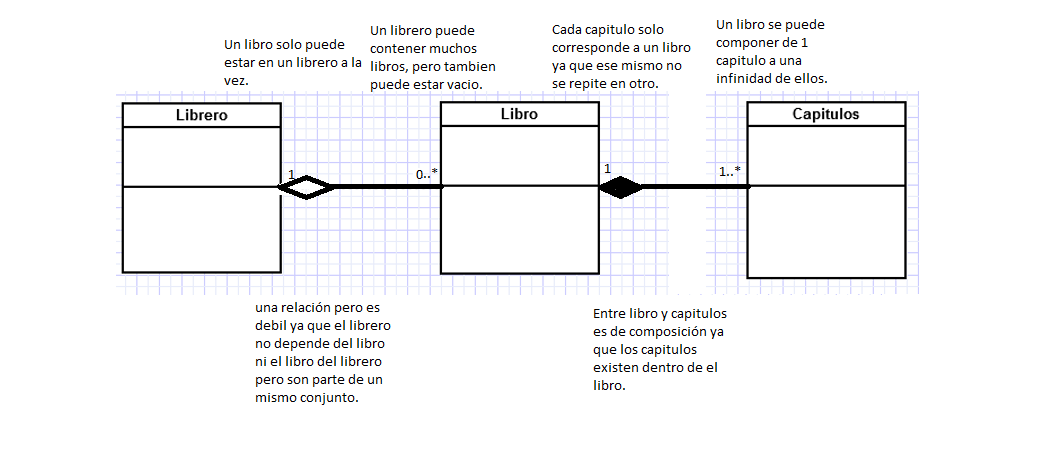 Un libro solo puede
estar en un librero a la
vez.
Un librero puede
contener muchos
libros, pero tambien
puede estar vacio.
Cada capitulo solo
corresponde a un libro
ya que ese mismo no
se repite en otro.
Un libro se puede
componer de 1
capitulo a una
infinidad de ellos.
Librero
Libro
Capitulos
1
0..*
1
1..*
una relación pero es
debil ya que el librero
no depende del libro
ni el libro del librero
pero son parte de un
mismo conjunto.
Entre libro y capitulos
es de composición ya
que los capitulos
existen dentro de el
libro.